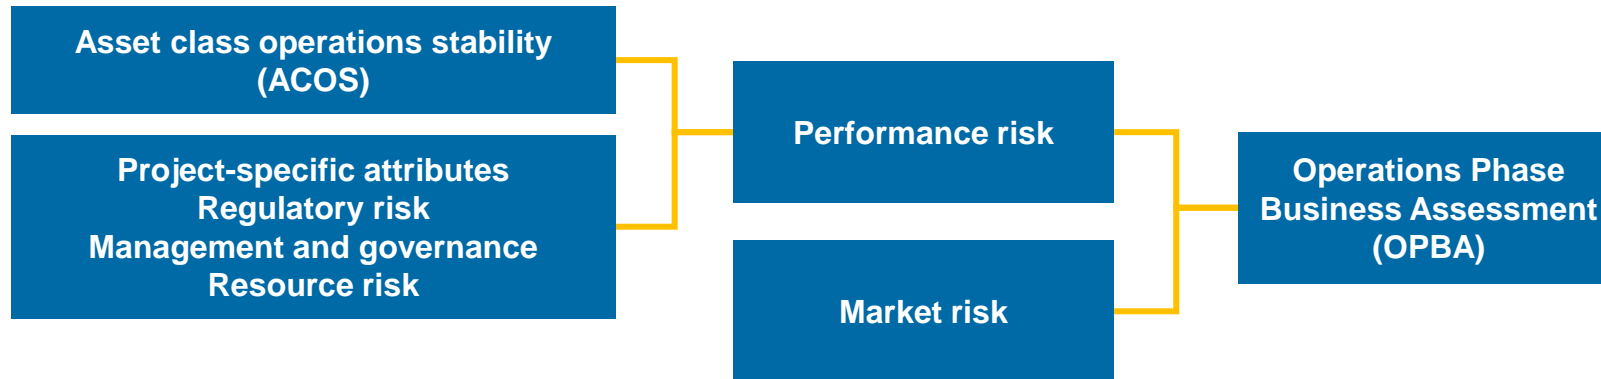 Asset class operations stability
(ACOS)
Project-specific attributes
Regulatory risk
Management and governance
Resource risk
Performance risk
Market risk
Operations Phase
Business Assessment
(OPBA)